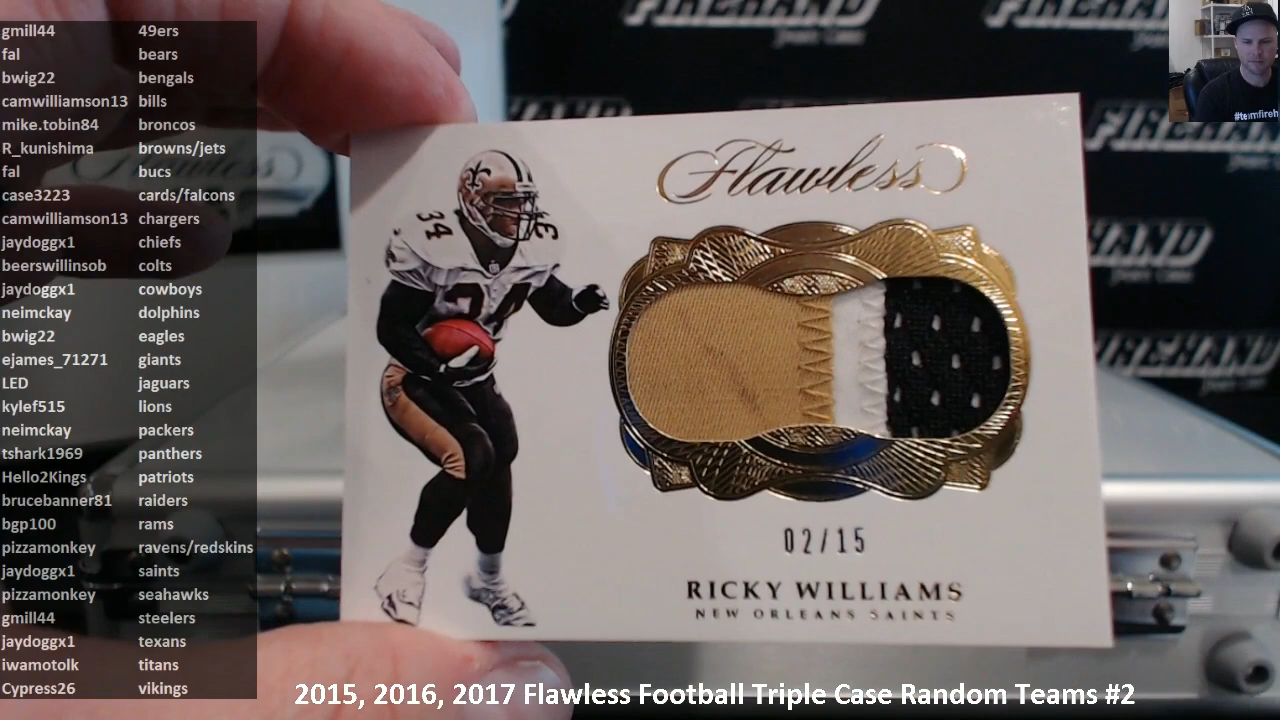 gmill44 49ers
fal bears
bwig22 bengals
camwilliamson13 bills
mike.tobin84 broncos
R_kunishima browns/jets
fal bucs
case3223 cards/falcons
camwilliamson13 chargers
jaydoggx1 chiefs
beerswillinsob colts
jaydoggx1 cowboys
neimckay dolphins
bwig22 eagles
ejames_71271 giants
LED jaguars
kylef515 lions
neimckay packers
tshark1969 panthers
Hello2Kings patriots
brucebanner81 raiders
bgp100 rams
pizzamonkey ravens/redskins
jaydoggx1 saints
pizzamonkey seahawks
gmill44 steelers
jaydoggx1 texans
iwamotolk titans
Cypress26 vikings
Flawless
34
34
02/15
RICKY WILLIAMS
NEW ORLEANS SAINTS
FIREHAND
FIREHAND
FIREHAND
FIREHAND
2015, 2016, 2017 Flawless Football Triple Case Random Teams #2